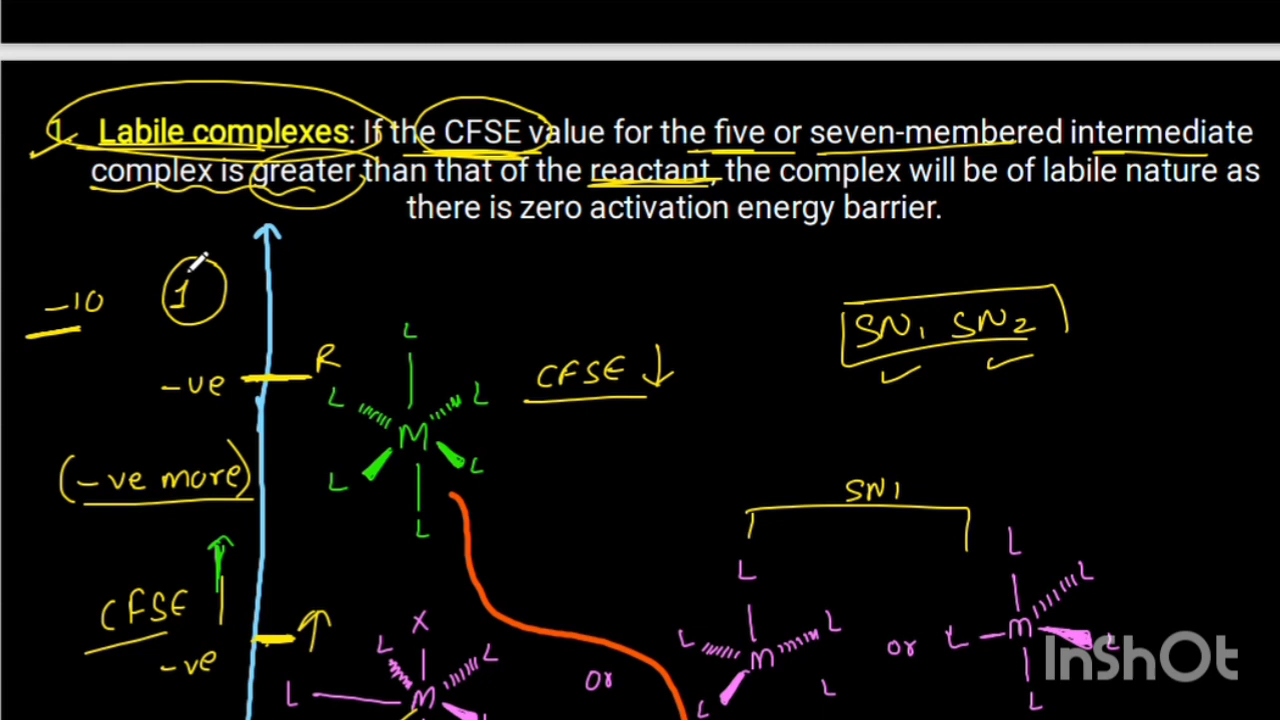 1. Labile complexes: If the CFSE value for the five or seven-membered intermediate
complex is greater than that of the reactant, the complex will be of labile nature as
there is zero activation energy barrier.
-10
1
SN1 SN2
R
-ve
CFSE ↓
L
L
L
M
L
L
L
(-ve more)
SN1
CFSE ↑
-ve
↑
X
L
L
L
M
L
or
L
L
L
M
L
L
or
L
L
L
M
L
L
InShOt